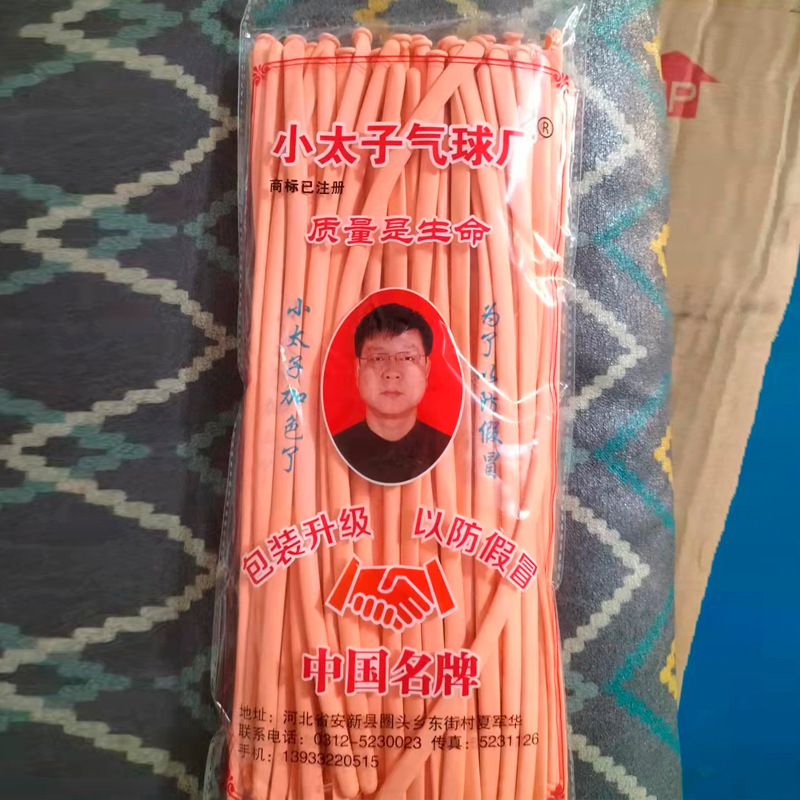 小太子气球厂®
商标已注册
质量是生命
小太子加色了
为了以防假冒
包装升级 以防假冒
中国名牌
地址：河北省安新县圈头乡东街村夏军华
联系电话：0312-5230023 传真：5231126
手机：13933220515
P